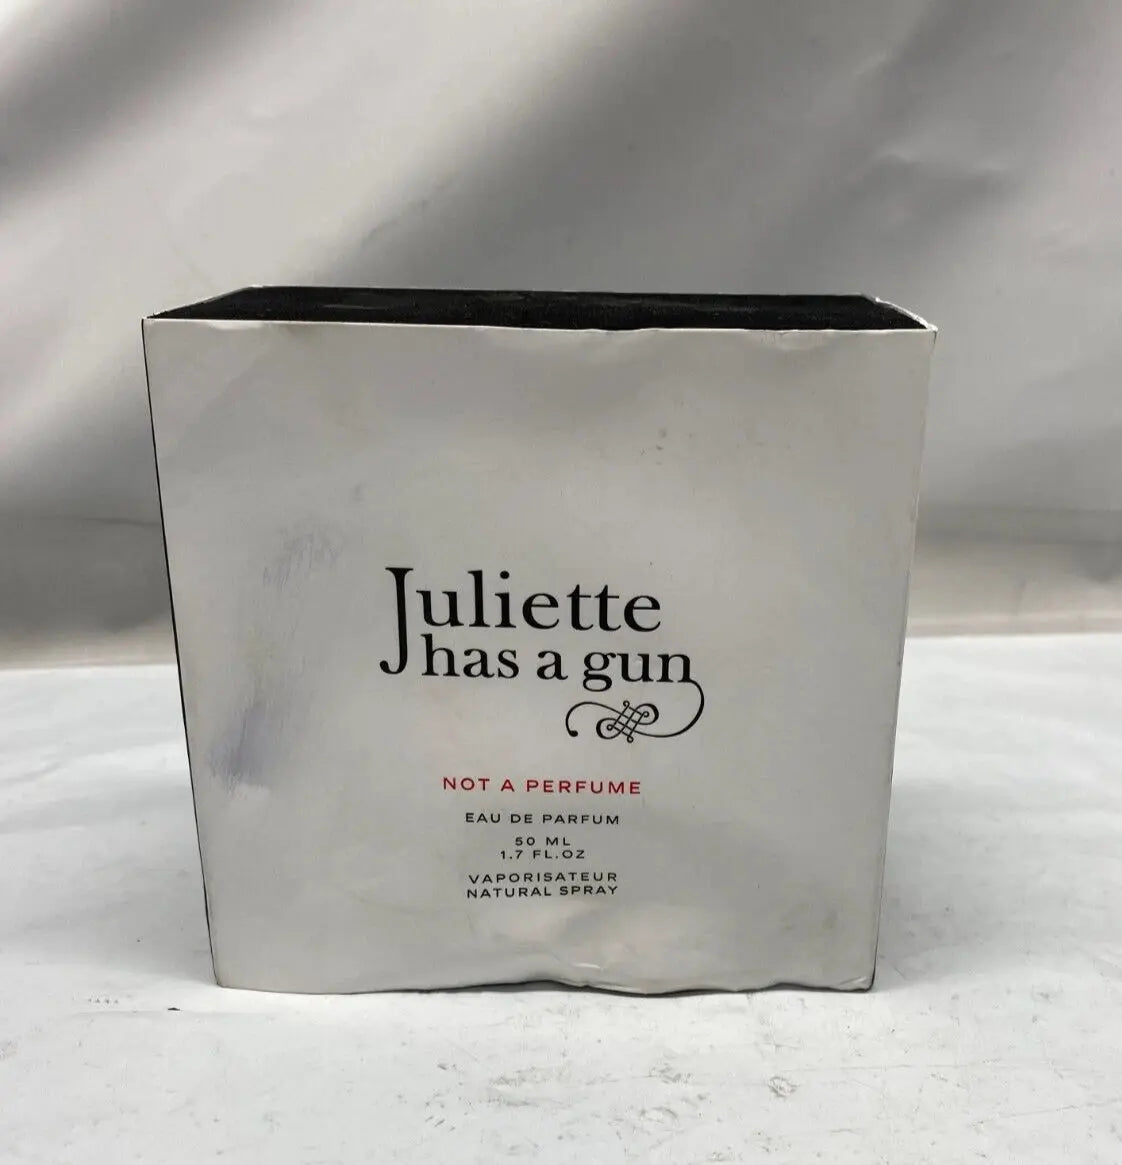 Juliette
has a gun
NOT A PERFUME
EAU DE PARFUM
50 ML
1.7 FL.OZ
VAPORISATEUR
NATURAL SPRAY